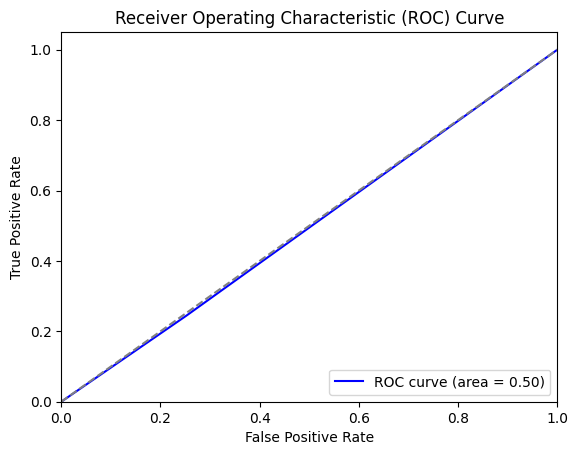 Receiver Operating Characteristic (ROC) Curve
1.0
0.8
0.6
0.4
0.2
0.0
True Positive Rate
ROC curve (area = 0.50)
0.0 0.2 0.4 0.6 0.8 1.0
False Positive Rate